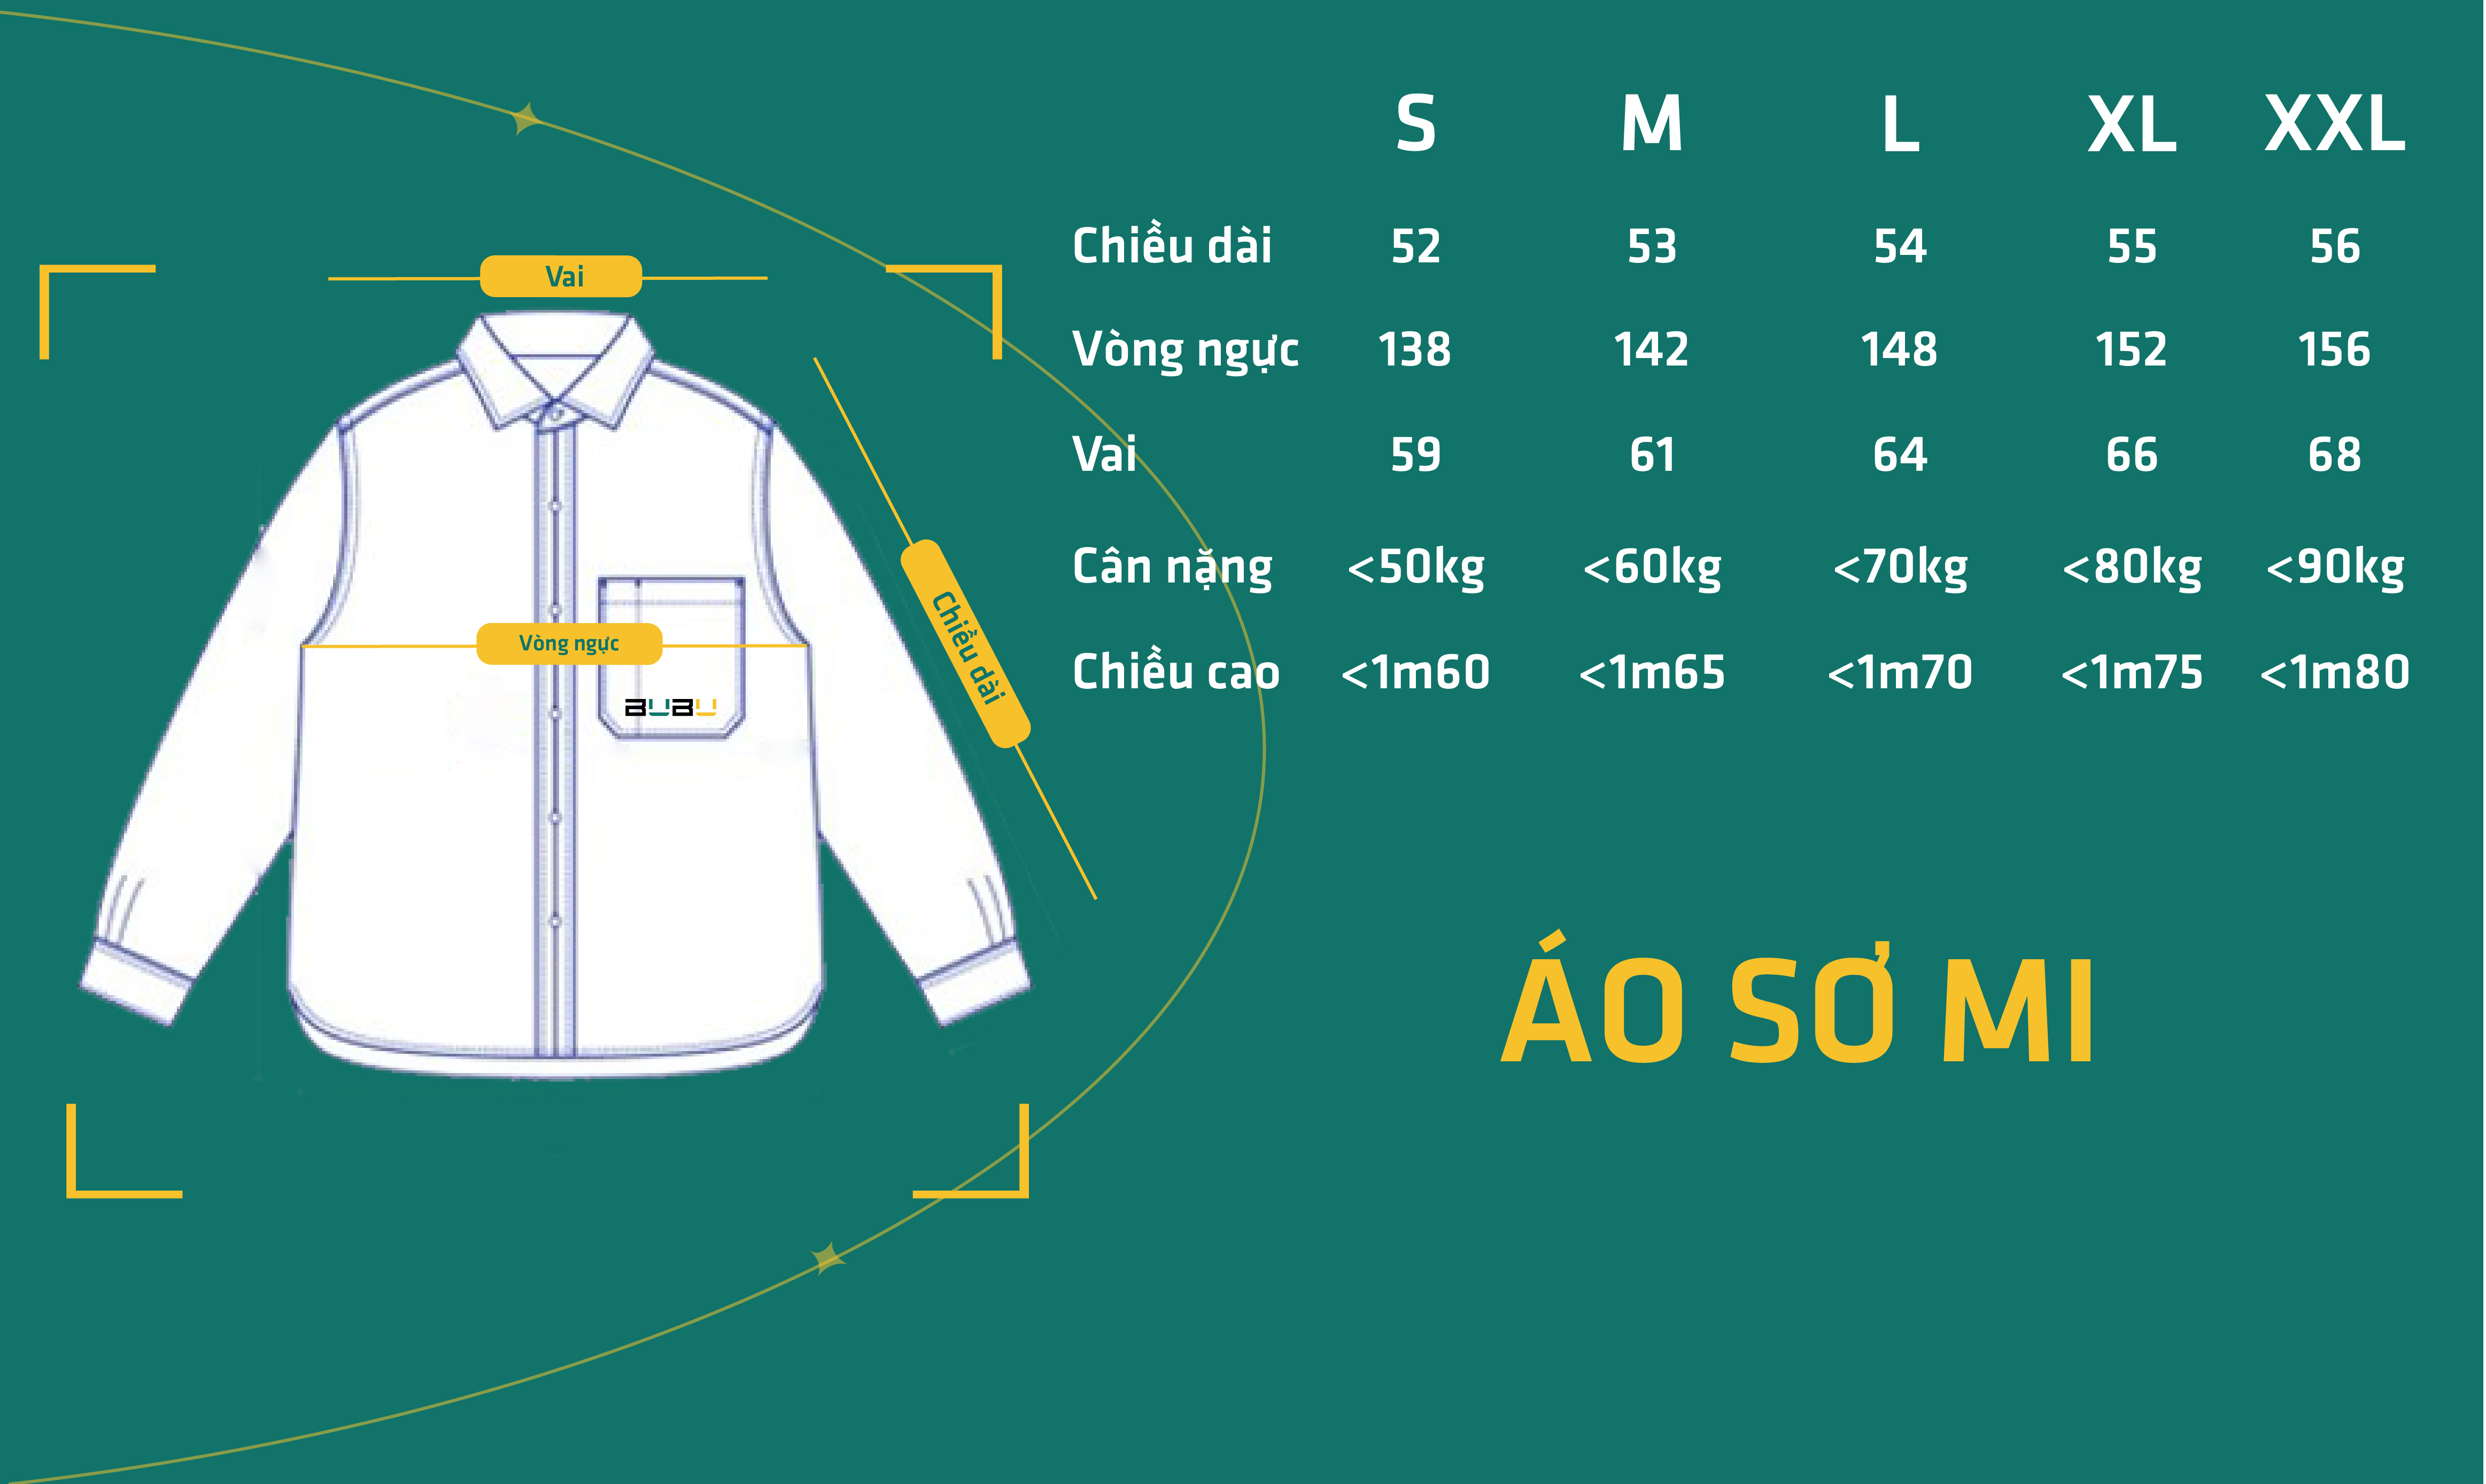 S M L XL XXL
Chiều dài 52 53 54 55 56
Vòng ngực 138 142 148 152 156
Vai 59 61 64 66 68
Cân nặng <50kg <60kg <70kg <80kg <90kg
Chiều cao <1m60 <1m65 <1m70 <1m75 <1m80
Vai
Vòng ngực
Chiều dài
BUBU
ÁO SƠ MI